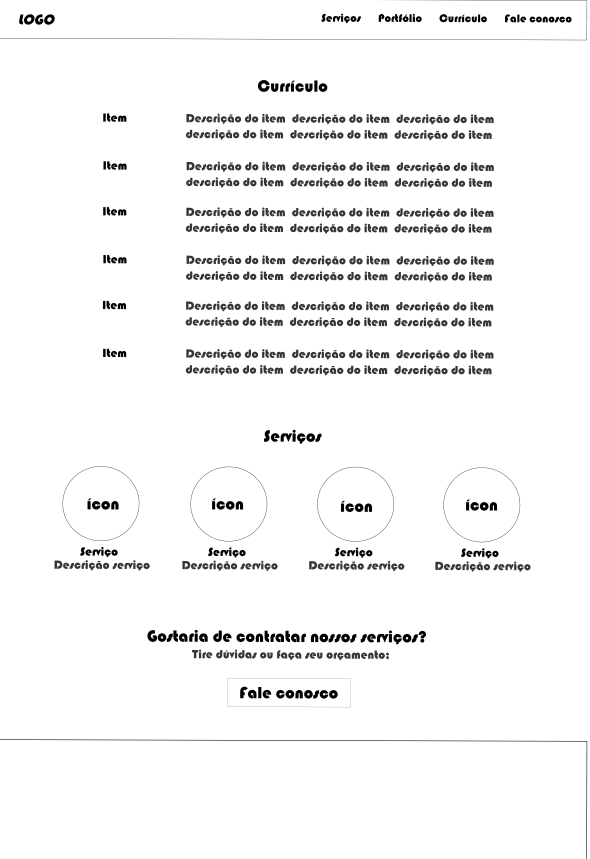 LOGO Serviços Portfólio Currículo Fale conosco
Currículo
Item Descrição do item descrição do item descrição do item
descrição do item descrição do item descrição do item
Item Descrição do item descrição do item descrição do item
descrição do item descrição do item descrição do item
Item Descrição do item descrição do item descrição do item
descrição do item descrição do item descrição do item
Item Descrição do item descrição do item descrição do item
descrição do item descrição do item descrição do item
Item Descrição do item descrição do item descrição do item
descrição do item descrição do item descrição do item
Item Descrição do item descrição do item descrição do item
descrição do item descrição do item descrição do item
Serviços
ícon ícon ícon ícon
Serviço Serviço Serviço Serviço
Descrição serviço Descrição serviço Descrição serviço Descrição serviço
Gostaria de contratar nossos serviços?
Tire dúvidas ou faça seu orçamento:
Fale conosco